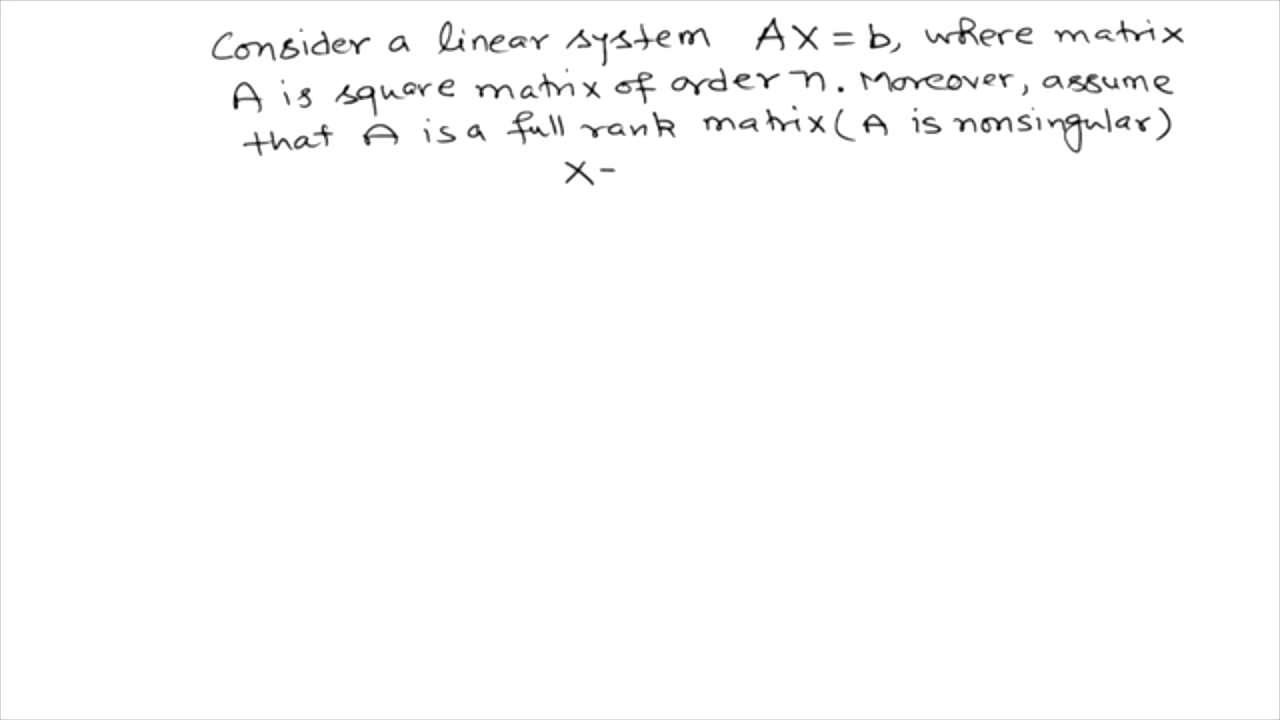 Consider a linear system AX = b, where matrix
A is square matrix of order n. Moreover, assume
that A is a full rank matrix (A is nonsingular)
X -